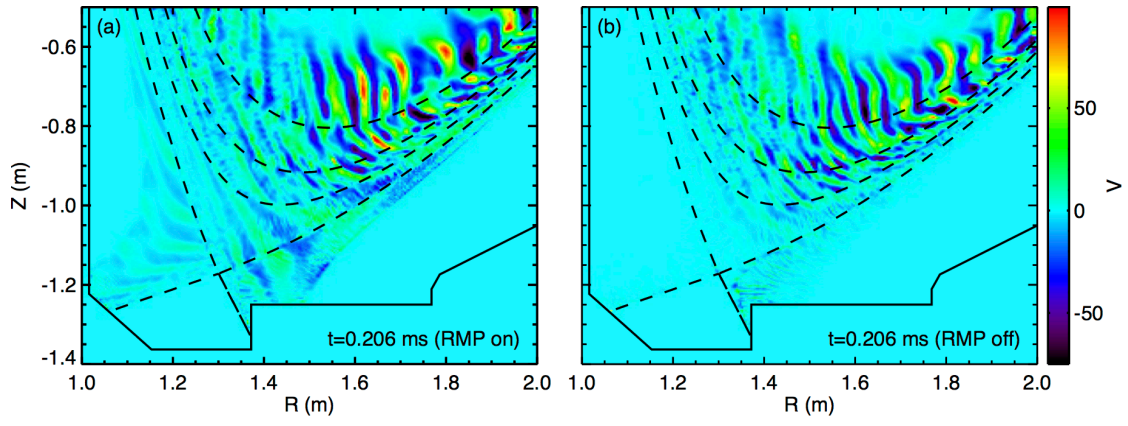 (a)
(b)
-0.6
-0.8
-1.0
-1.2
-1.4
Z (m)
t=0.206 ms (RMP on)
t=0.206 ms (RMP off)
1.0 1.2 1.4 1.6 1.8 2.0
1.0 1.2 1.4 1.6 1.8 2.0
R (m)
R (m)
50
0
-50
V